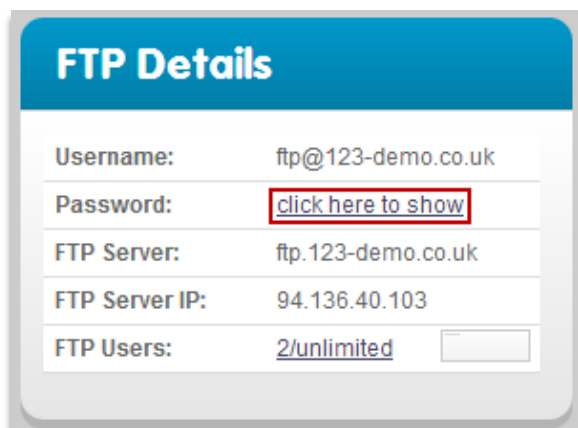 FTP Details
Username: ftp@123-demo.co.uk
Password: click here to show
FTP Server: ftp.123-demo.co.uk
FTP Server IP: 94.136.40.103
FTP Users: 2/unlimited